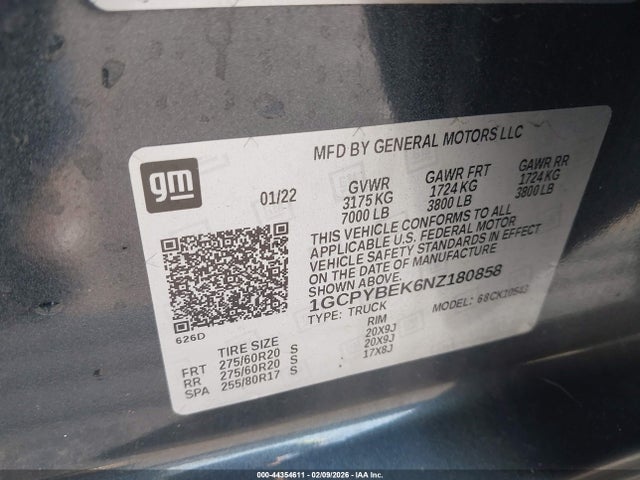 gm
MFD BY GENERAL MOTORS LLC
01/22
GVWR
3175 KG
7000 LB
GAWR FRT
1724 KG
3800 LB
GAWR RR
1724 KG
3800 LB
THIS VEHICLE CONFORMS TO ALL
APPLICABLE U.S. FEDERAL MOTOR
VEHICLE SAFETY STANDARDS IN EFFECT
ON THE DATE OF MANUFACTURE
SHOWN ABOVE.
1GCPYBEK6NZ180858
TYPE: TRUCK
MODEL: 68CK10543
626D
TIRE SIZE
RIM
FRT 275/60R20 S 20X9J
RR 275/60R20 S 20X9J
SPA 255/80R17 S 17X8J
000-44354611 - 02/09/2026 - IAA Inc.